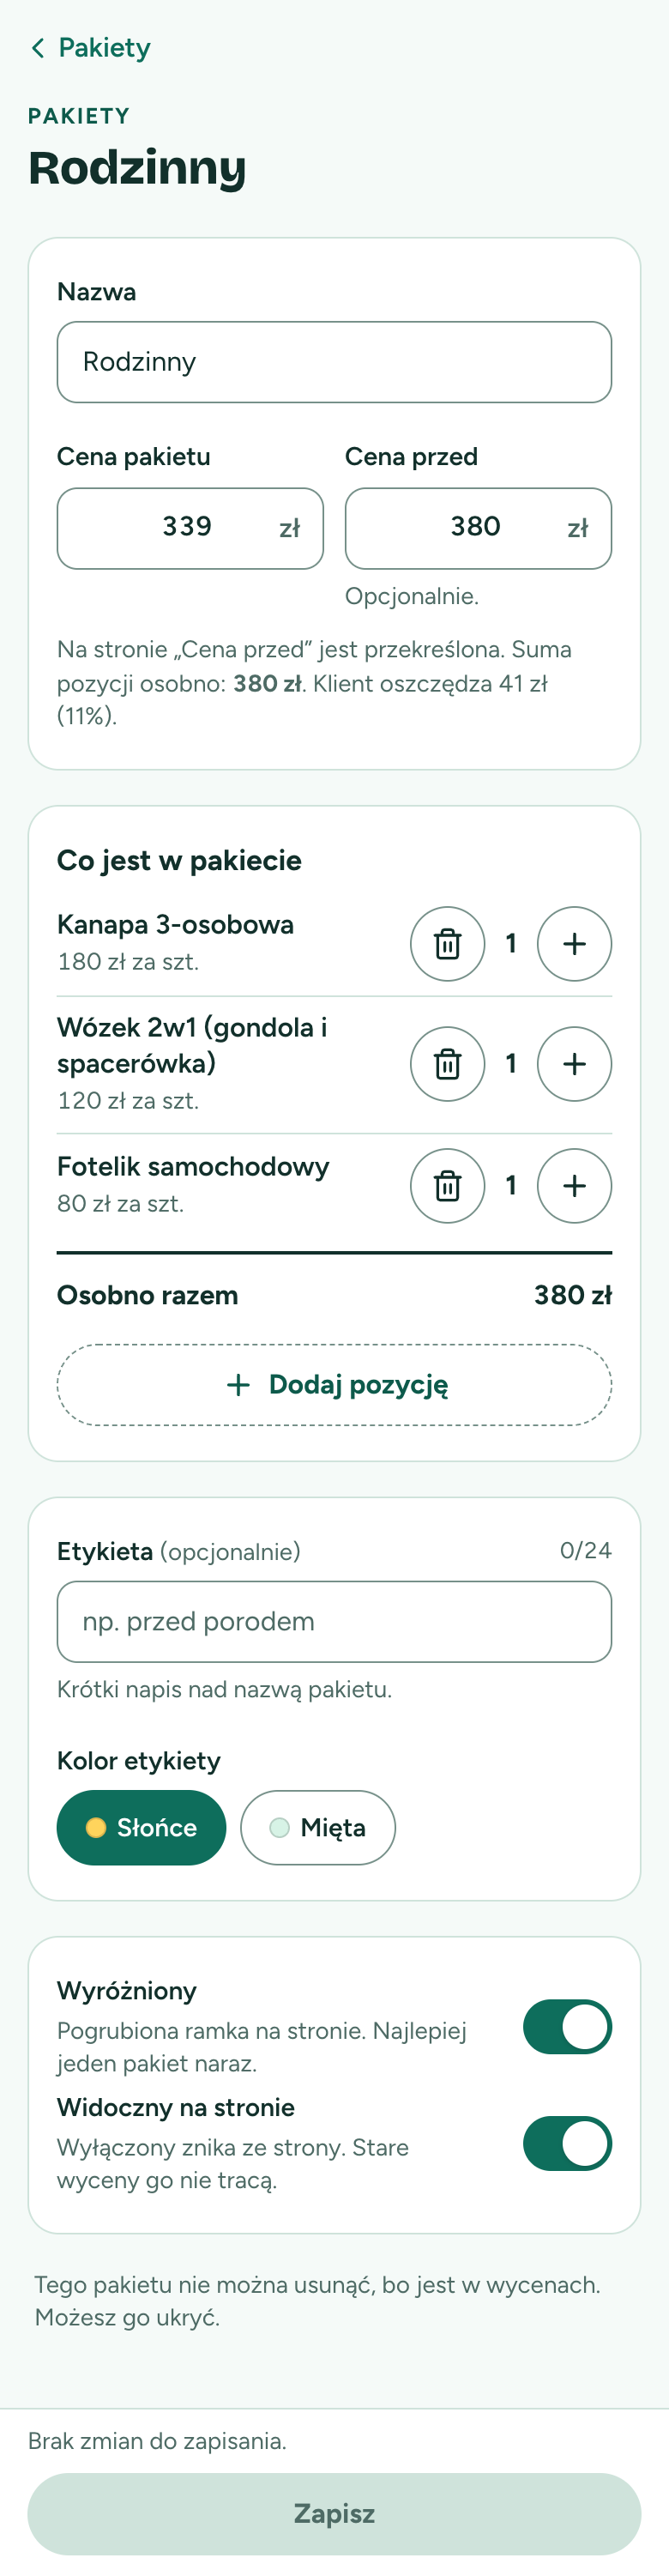 Pakiety
PAKIETY
Rodzinny
Nazwa
Rodzinny
Cena pakietu
Cena przed
339 zł
380 zł
Opcjonalnie.
Na stronie „Cena przed” jest przekreślona. Suma
pozycji osobno: 380 zł. Klient oszczędza 41 zł
(11%).
Co jest w pakiecie
Kanapa 3-osobowa
180 zł za szt.
1
Wózek 2w1 (gondola i
spacerówka)
120 zł za szt.
1
Fotelik samochodowy
80 zł za szt.
1
Osobno razem 380 zł
Dodaj pozycję
Etykieta (opcjonalnie) 0/24
np. przed porodem
Krótki napis nad nazwą pakietu.
Kolor etykiety
Słońce
Mięta
Wyróżniony
Pogrubiona ramka na stronie. Najlepiej
jeden pakiet naraz.
Widoczny na stronie
Wyłączony znika ze strony. Stare
wyceny go nie tracą.
Tego pakietu nie można usunąć, bo jest w wycenach.
Możesz go ukryć.
Brak zmian do zapisania.
Zapisz